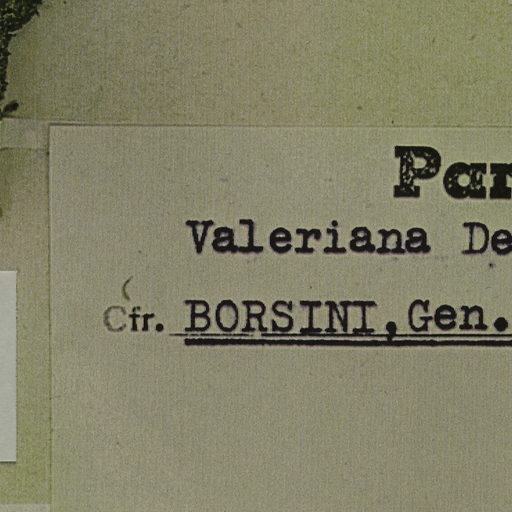 Par
Valeriana De
Cfr. BORSINI, Gen.